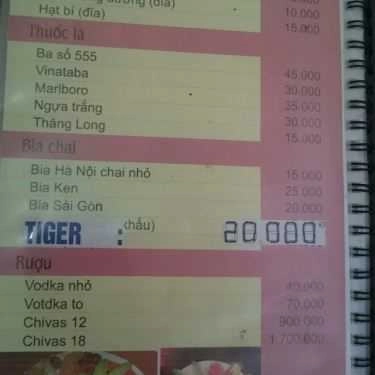 đường (đĩa)
Hạt bí (đĩa) 10.000
15.000
Thuốc lá
Ba số 555 45.000
Vinataba 30.000
Marlboro 35.000
Ngựa trắng 30.000
Thăng Long 15.000
Bia chai
Bia Hà Nội chai nhỏ 15.000
Bia Ken 25.000
Bia Sài Gòn 20.000
TIGER : khẩu) 20.000
Rượu
Vodka nhỏ 40.000
Votdka to 70.000
Chivas 12 900.000
Chivas 18 1.700.000